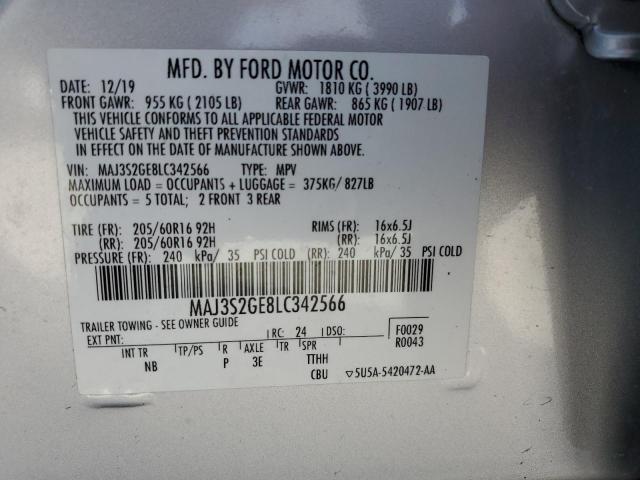 MFD. BY FORD MOTOR CO.
DATE: 12/19 GVWR: 1810 KG ( 3990 LB)
FRONT GAWR: 955 KG ( 2105 LB) REAR GAWR: 865 KG ( 1907 LB)
THIS VEHICLE CONFORMS TO ALL APPLICABLE FEDERAL MOTOR
VEHICLE SAFETY AND THEFT PREVENTION STANDARDS
IN EFFECT ON THE DATE OF MANUFACTURE SHOWN ABOVE.
VIN: MAJ3S2GE8LC342566 TYPE: MPV
MAXIMUM LOAD = OCCUPANTS + LUGGAGE = 375KG/ 827LB
OCCUPANTS = 5 TOTAL; 2 FRONT 3 REAR
TIRE (FR): 205/60R16 92H RIMS (FR): 16x6.5J
(RR): 205/60R16 92H (RR): 16x6.5J
PRESSURE (FR): 240 kPa/ 35 PSI COLD (RR): 240 kPa/ 35 PSI COLD
MAJ3S2GE8LC342566
TRAILER TOWING - SEE OWNER GUIDE
EXT PNT: RC: 24 DSO: F0029
R0043
INT TR TP/PS R AXLE TR SPR
NB P 3E TTHH
CBU ▽5U5A-5420472-AA